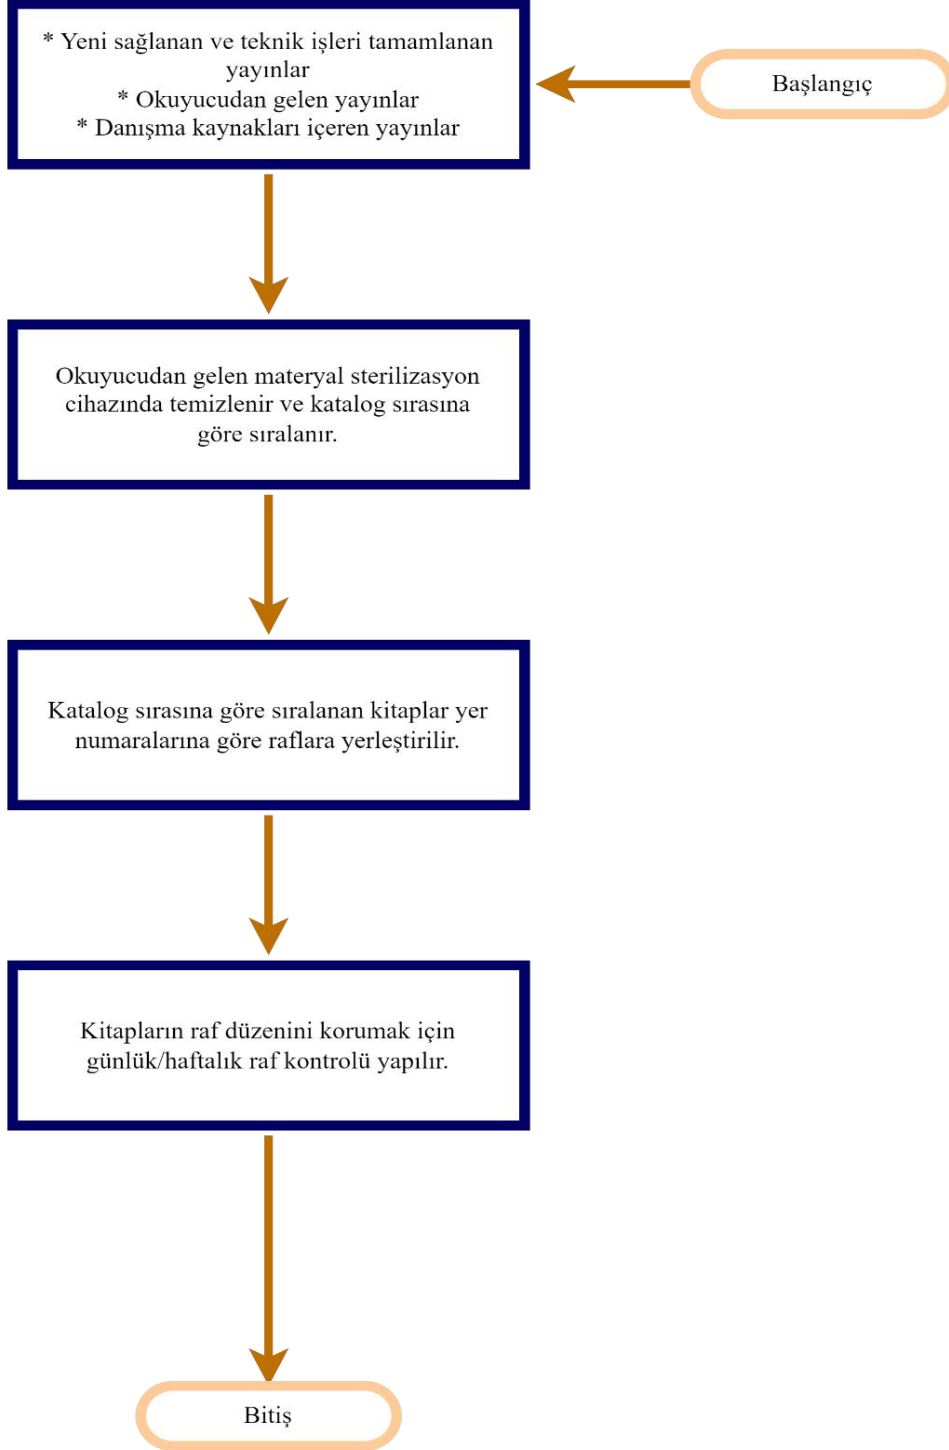 Başlangıç
* Yeni sağlanan ve teknik işleri tamamlanan
yayınlar
* Okuyucudan gelen yayınlar
* Danışma kaynakları içeren yayınlar
Okuyucudan gelen materyal sterilizasyon
cihazında temizlenir ve katalog sırasına
göre sıralanır.
Katalog sırasına göre sıralanan kitaplar yer
numaralarına göre raflara yerleştirilir.
Kitapların raf düzenini korumak için
günlük/haftalık raf kontrolü yapılır.
Bitiş